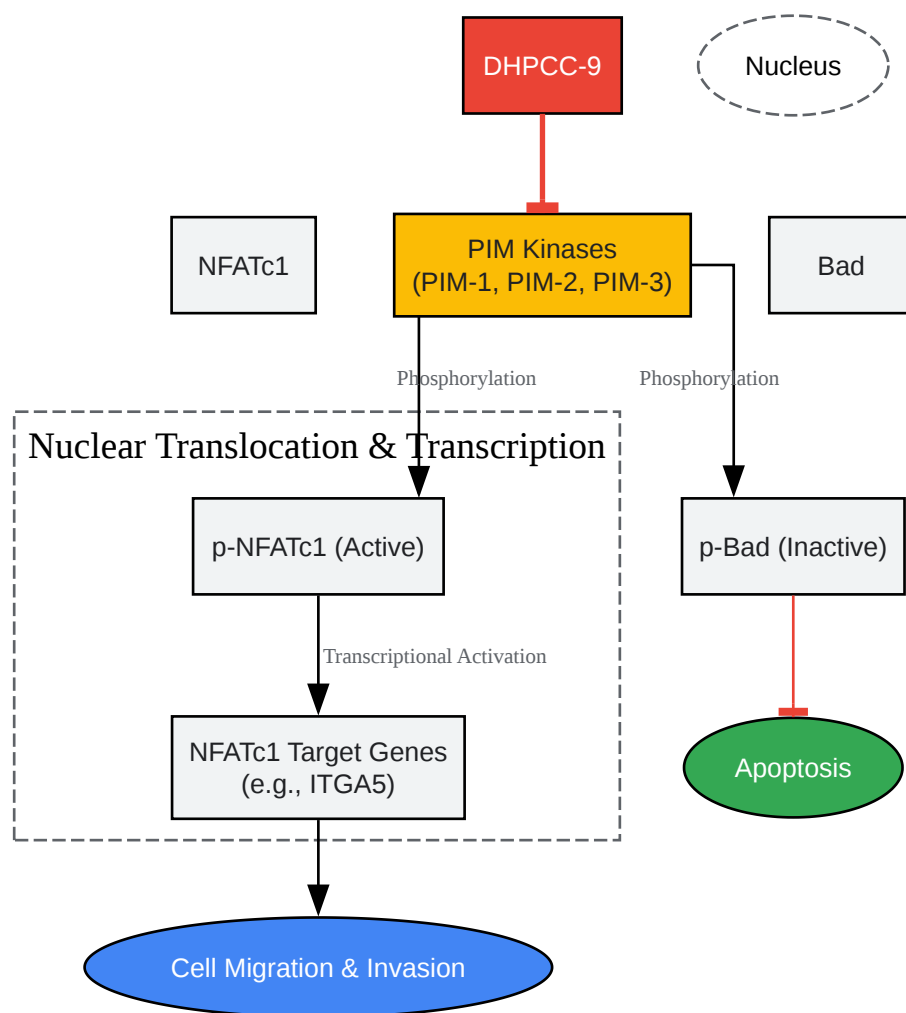 DHPCC-9
Nucleus
NFATc1
PIM Kinases
(PIM-1, PIM-2, PIM-3)
Bad
Phosphorylation
Phosphorylation
Nuclear Translocation & Transcription
p-NFATc1 (Active)
p-Bad (Inactive)
Transcriptional Activation
NFATc1 Target Genes
(e.g., ITGA5)
Apoptosis
Cell Migration & Invasion